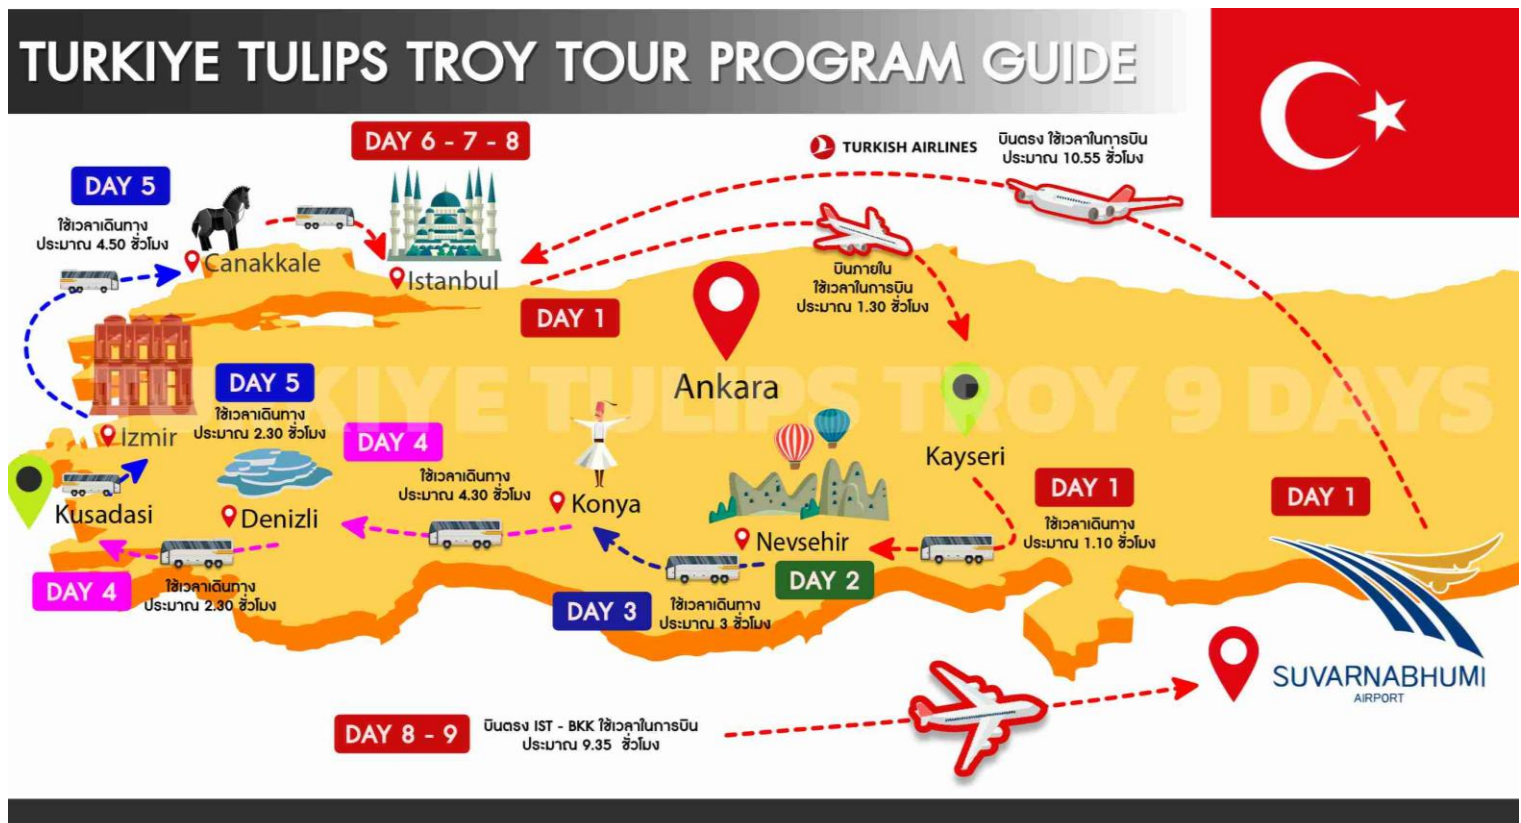 TURKIYE TULIPS TROY TOUR PROGRAM GUIDE
DAY 6 - 7 - 8
TURKISH AIRLINES
บินตรง ใช้เวลาในการบิน
ประมาณ 10.55 ชั่วโมง
DAY 5
ใช้เวลาเดินทาง
ประมาณ 4.50 ชั่วโมง
Canakkale
Istanbul
บินภายใน
ใช้เวลาในการบิน
ประมาณ 1.30 ชั่วโมง
DAY 1
Ankara
TURKIYE TULIPS TROY 9 DAYS
DAY 5
ใช้เวลาเดินทาง
ประมาณ 2.30 ชั่วโมง
Izmir
DAY 4
ใช้เวลาเดินทาง
ประมาณ 4.30 ชั่วโมง
Kayseri
Kusadasi
Denizli
Konya
Nevsehir
DAY 1
ใช้เวลาเดินทาง
ประมาณ 1.10 ชั่วโมง
DAY 1
DAY 4
ใช้เวลาเดินทาง
ประมาณ 2.30 ชั่วโมง
DAY 3
ใช้เวลาเดินทาง
ประมาณ 3 ชั่วโมง
DAY 2
SUVARNABHUMI
AIRPORT
DAY 8 - 9
บินตรง IST - BKK ใช้เวลาในการบิน
ประมาณ 9.35 ชั่วโมง